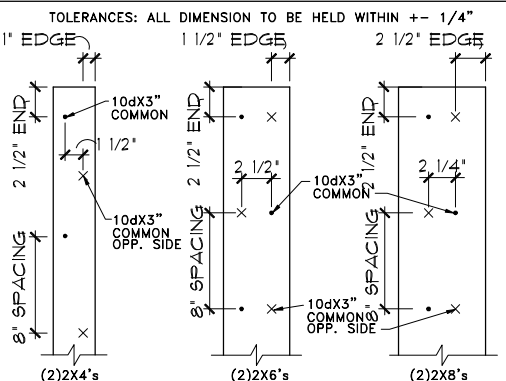 TOLERANCES: ALL DIMENSION TO BE HELD WITHIN +- 1/4"
1" EDGE
1 1/2" EDGE
2 1/2" EDGE
2 1/2" END
10dX3"
COMMON
1 1/2"
10dX3"
COMMON
OPP. SIDE
8" SPACING
(2)2X4's
2 1/2" END
2 1/2"
10dX3"
COMMON
8" SPACING
10dX3"
COMMON
OPP. SIDE
(2)2X6's
2 1/2" END
2 1/4"
8" SPACING
(2)2X8's